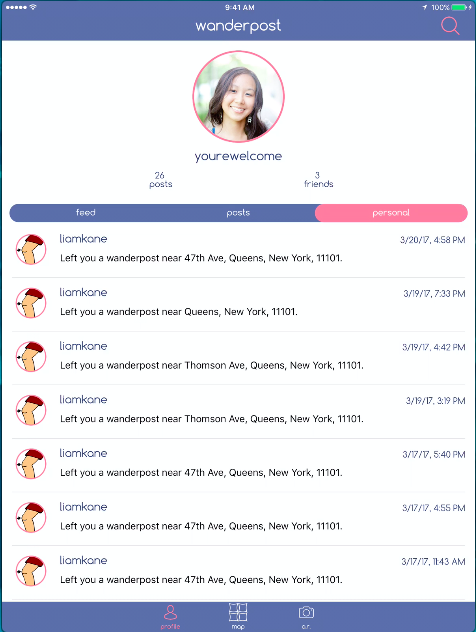 9:41 AM
100%
wanderpost
yourewelcome
26
posts
3
friends
feed
posts
personal
liamkane
3/20/17, 4:58 PM
Left you a wanderpost near 47th Ave, Queens, New York, 11101.
liamkane
3/19/17, 7:33 PM
Left you a wanderpost near Queens, New York, 11101.
liamkane
3/19/17, 4:42 PM
Left you a wanderpost near Thomson Ave, Queens, New York, 11101.
liamkane
3/19/17, 3:19 PM
Left you a wanderpost near Thomson Ave, Queens, New York, 11101.
liamkane
3/17/17, 5:40 PM
Left you a wanderpost near 47th Ave, Queens, New York, 11101.
liamkane
3/17/17, 4:55 PM
Left you a wanderpost near 47th Ave, Queens, New York, 11101.
liamkane
3/17/17, 11:43 AM
Left you a wanderpost near 47th Ave, Queens, New York, 11101.
profile
map
a.r.